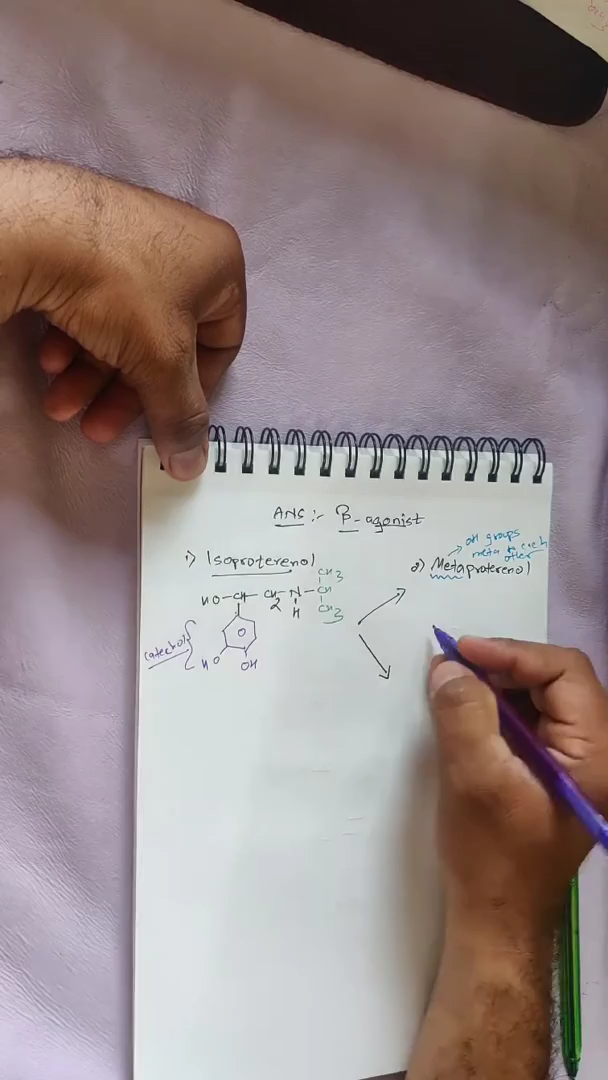 ANS :- β-agonist
1) Isoproterenol
CH3
HO-CH-CH2-N-CH
H
CH3
catechol
HO
OH
→ OH groups
meta to each
other
2) Metaproterenol